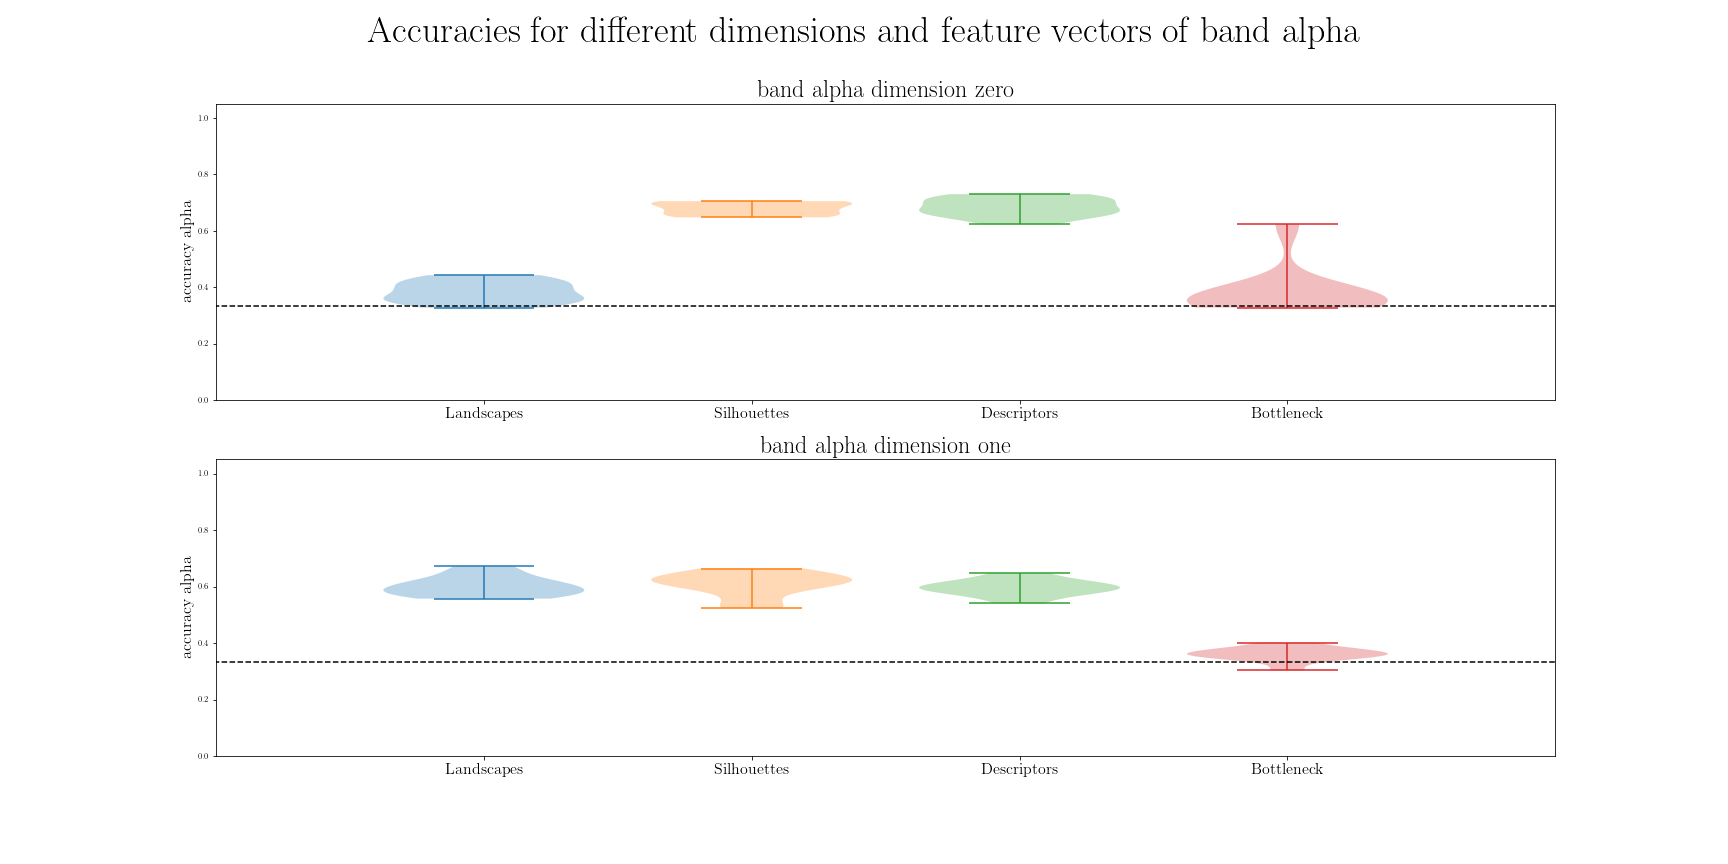 Accuracies for different dimensions and feature vectors of band alpha
band alpha dimension zero
accuracy alpha
1.0
0.8
0.6
0.4
0.2
0.0
Landscapes Silhouettes Descriptors Bottleneck
band alpha dimension one
accuracy alpha
1.0
0.8
0.6
0.4
0.2
0.0
Landscapes Silhouettes Descriptors Bottleneck